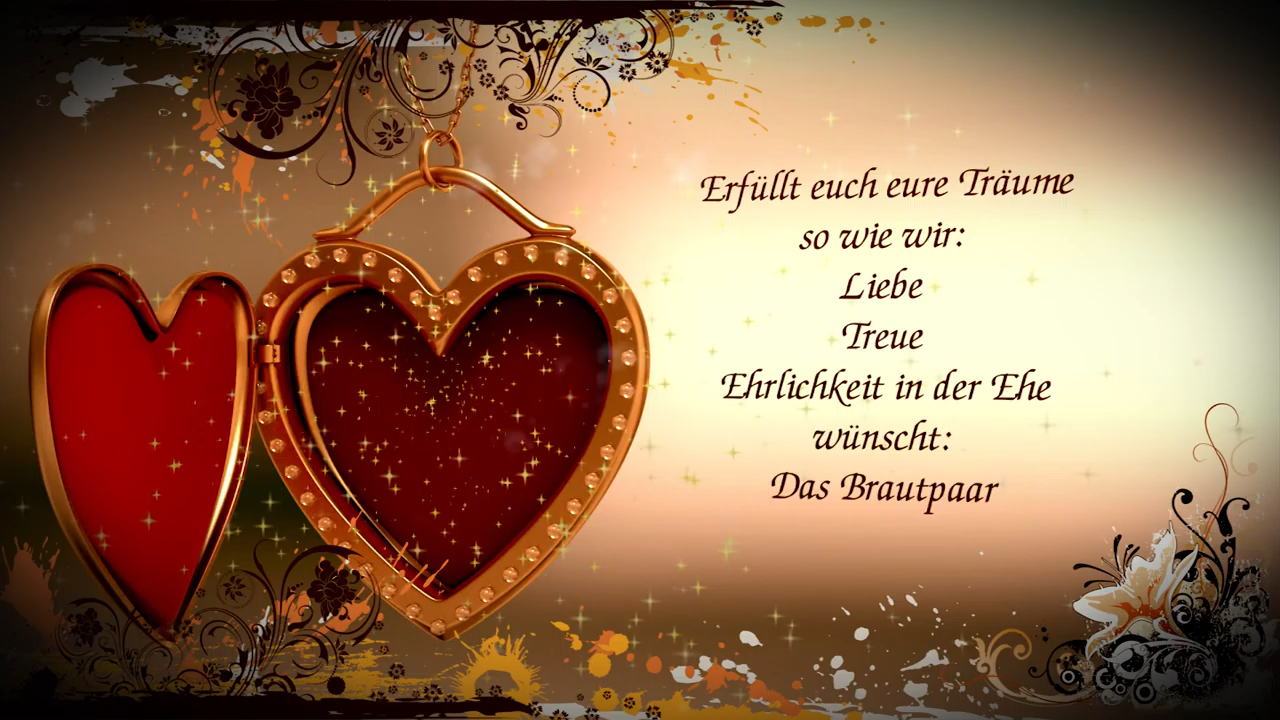 Erfüllt euch eure Träume
so wie wir:
Liebe
Treue
Ehrlichkeit in der Ehe
wünscht:
Das Brautpaar